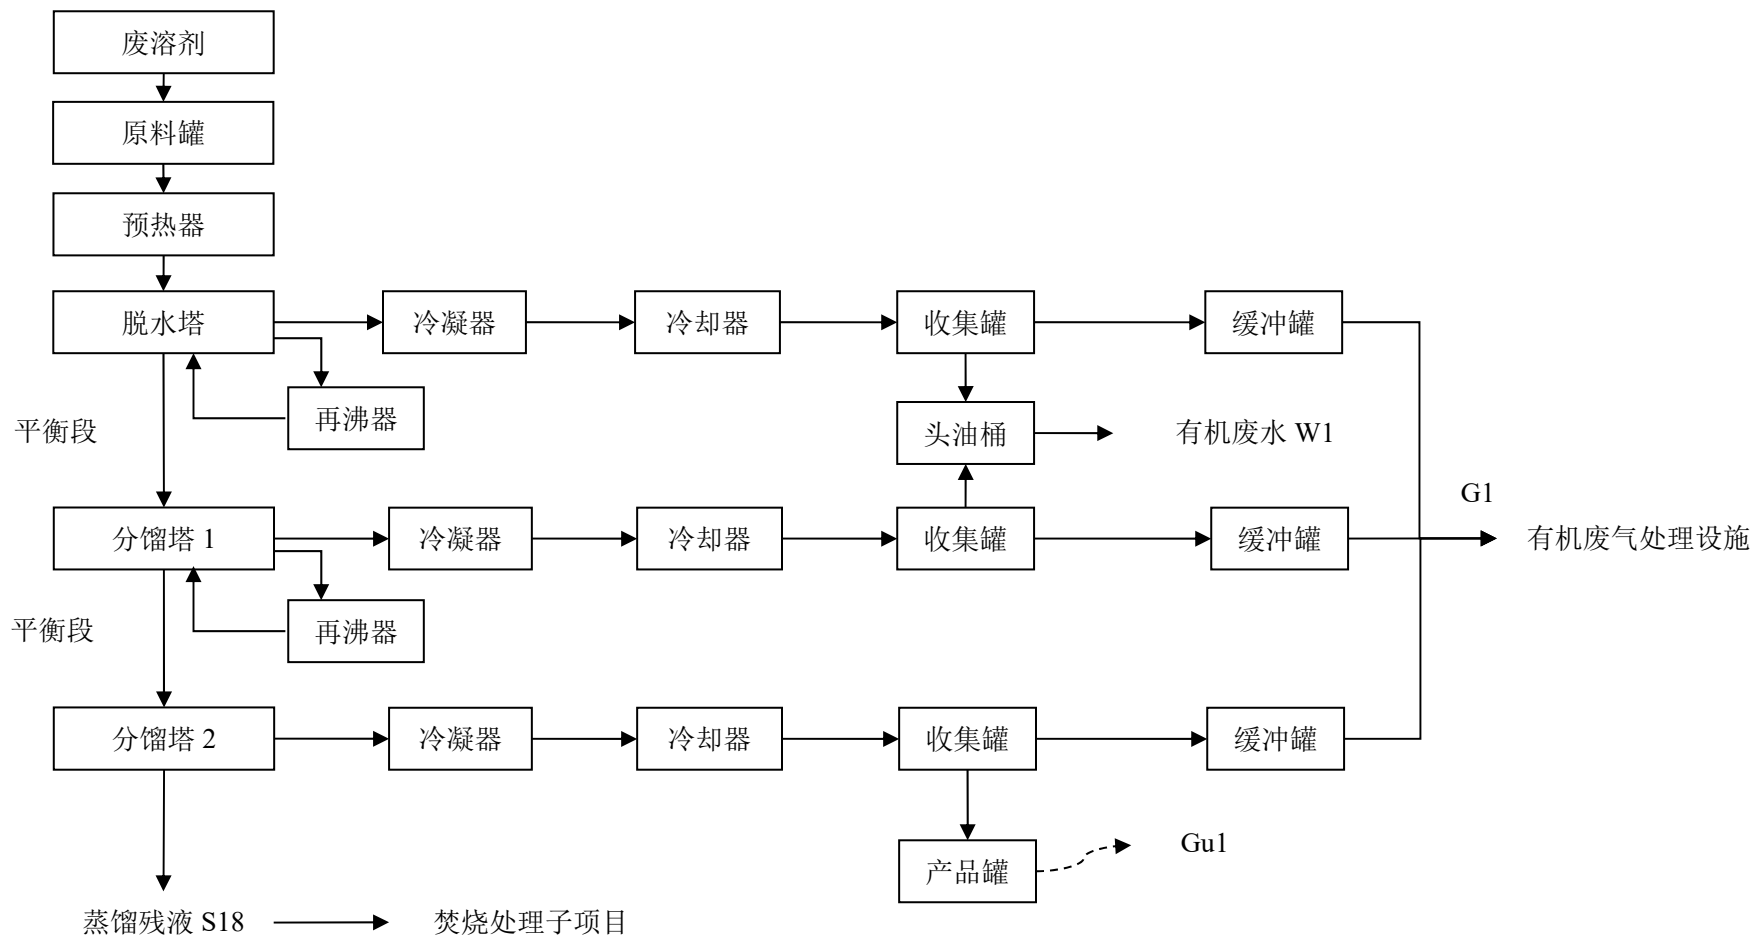 废溶剂
原料罐
预热器
脱水塔
冷凝器
冷却器
收集罐
缓冲罐
再沸器
平衡段
头油桶
有机废水 W1
G1
分馏塔 1
冷凝器
冷却器
收集罐
缓冲罐
有机废气处理设施
再沸器
平衡段
分馏塔 2
冷凝器
冷却器
收集罐
缓冲罐
产品罐
Gu1
蒸馏残液 S18
焚烧处理子项目